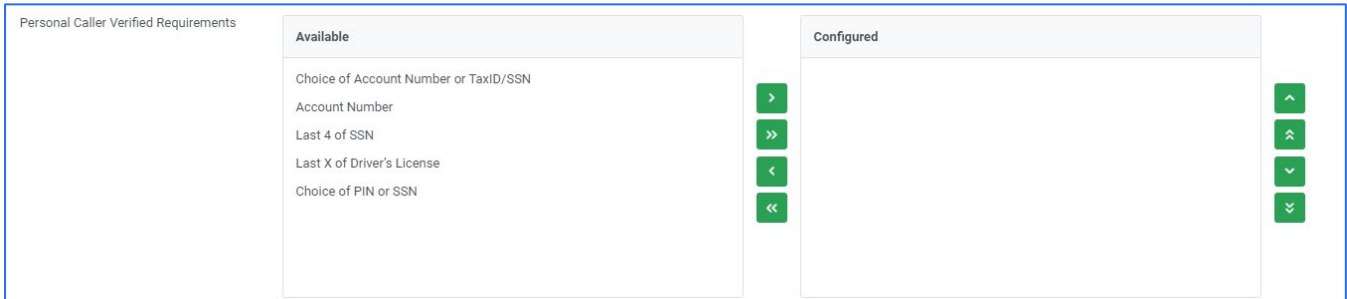 Personal Caller Verified Requirements
Available
Configured
Choice of Account Number or TaxID/SSN
Account Number
Last 4 of SSN
Last X of Driver's License
Choice of PIN or SSN